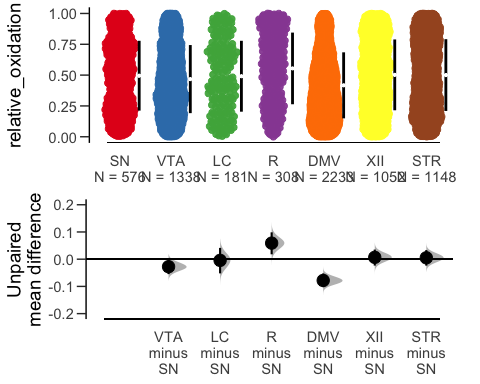 relative_oxidation
1.00
0.75
0.50
0.25
0.00
SN VTA LC R DMV XII STR
N = 576 N = 1338 N = 181 N = 308 N = 2233 N = 1052 N = 1148
Unpaired
mean difference
0.2
0.1
0.0
-0.1
-0.2
VTA LC R DMV XII STR
minus minus minus minus minus minus
SN SN SN SN SN SN